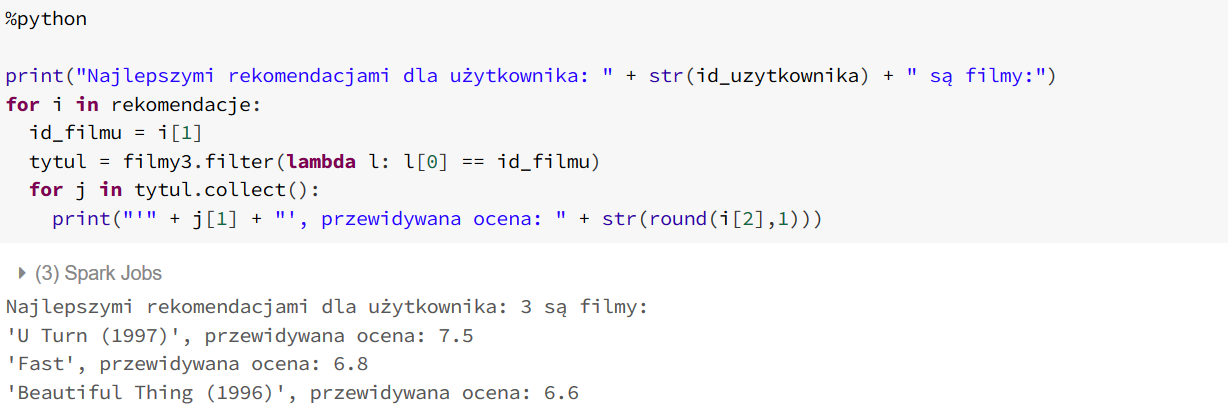 %python
print("Najlepszymi rekomendacjami dla użytkownika: " + str(id_uzytkownika) + " są filmy:")
for i in rekomendacje:
  id_filmu = i[1]
  tytul = filmy3.filter(lambda l: l[0] == id_filmu)
  for j in tytul.collect():
    print("'" + j[1] + "', przewidywana ocena: " + str(round(i[2],1)))
(3) Spark Jobs
Najlepszymi rekomendacjami dla użytkownika: 3 są filmy:
'U Turn (1997)', przewidywana ocena: 7.5
'Fast', przewidywana ocena: 6.8
'Beautiful Thing (1996)', przewidywana ocena: 6.6